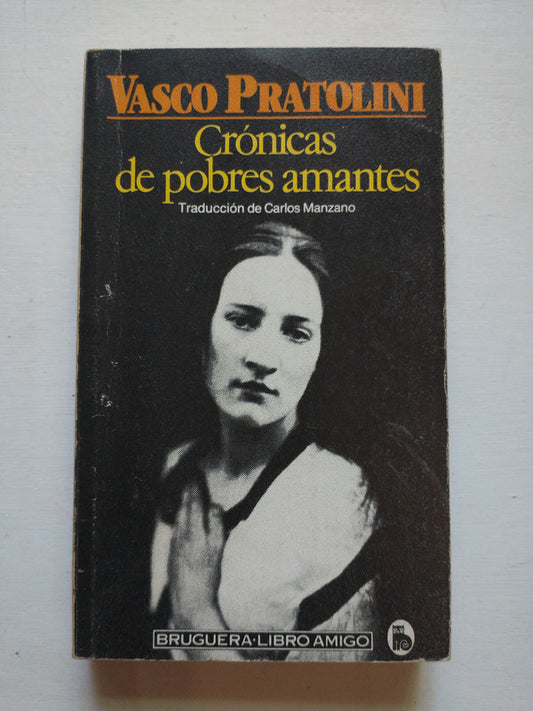 VASCO PRATOLINI
Crónicas
de pobres amantes
Traducción de Carlos Manzano
BRUGUERA·LIBRO AMIGO